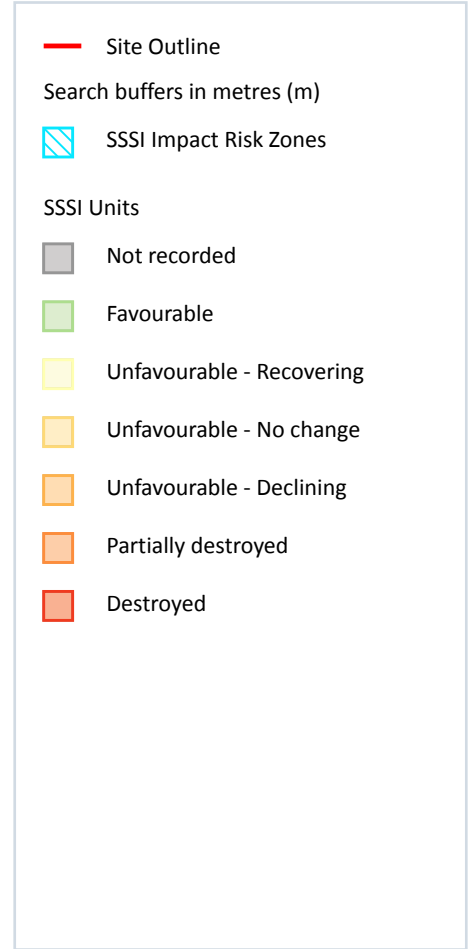 Site Outline
Search buffers in metres (m)
SSSI Impact Risk Zones
SSSI Units
Not recorded
Favourable
Unfavourable - Recovering
Unfavourable - No change
Unfavourable - Declining
Partially destroyed
Destroyed